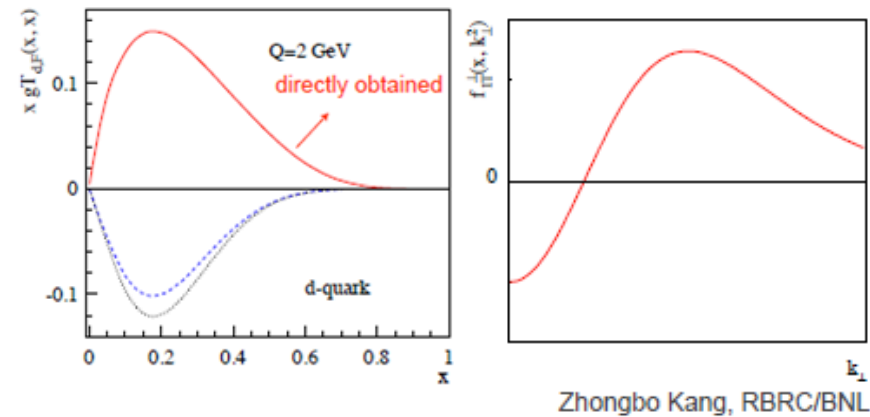 x gT_{d,F}(x, x)
Q=2 GeV
directly obtained
0.1
0
-0.1
d-quark
0 0.2 0.4 0.6 0.8 1
x
f_{1T}^⊥(x, k_⊥^2)
0
k_⊥
Zhongbo Kang, RBRC/BNL